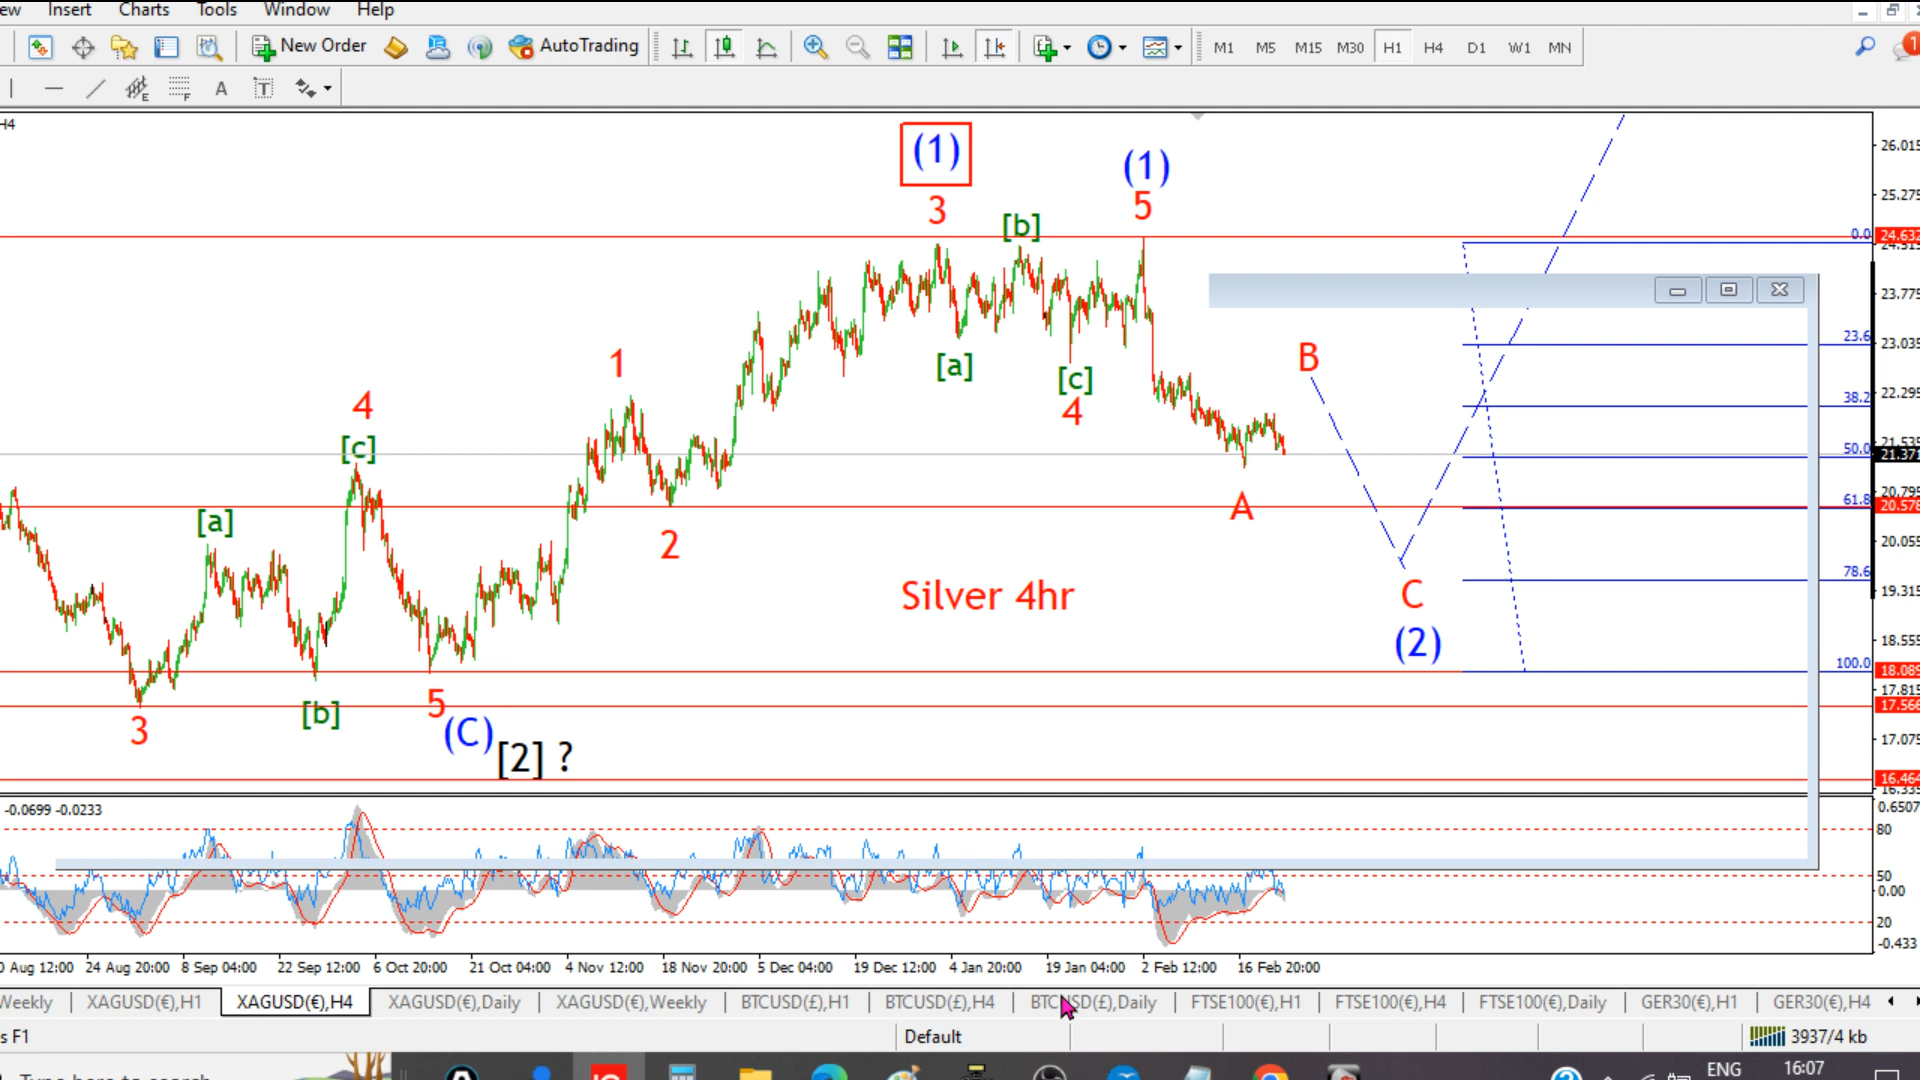 ew Insert Charts Tools Window Help
New Order AutoTrading M1 M5 M15 M30 H1 H4 D1 W1 MN 1
E F A T
H4
(1) (1)
3 5
[b]
26.015
25.275
0.0 24.632
23.775
23.6 23.035
38.2 22.295
50.0 21.371
61.8 20.795
20.578
20.055
78.6 19.315
18.555
100.0 18.089
17.815
17.566
17.075
16.464
1 B
4 [a] [c]
[c] 4
[a] A
2
Silver 4hr C
(2)
3 [b] 5
(C) [2] ?
-0.0699 -0.0233 0.6507
80
50
0.00
20
-0.433
Aug 12:00 24 Aug 20:00 8 Sep 04:00 22 Sep 12:00 6 Oct 20:00 21 Oct 04:00 4 Nov 12:00 18 Nov 20:00 5 Dec 04:00 19 Dec 12:00 4 Jan 20:00 19 Jan 04:00 2 Feb 12:00 16 Feb 20:00
Weekly XAGUSD(€),H1 XAGUSD(€),H4 XAGUSD(€),Daily XAGUSD(€),Weekly BTCUSD(£),H1 BTCUSD(£),H4 BTCUSD(£),Daily FTSE100(€),H1 FTSE100(€),H4 FTSE100(€),Daily GER30(€),H1 GER30(€),H4
s F1 Default 3937/4 kb
ENG 16:07